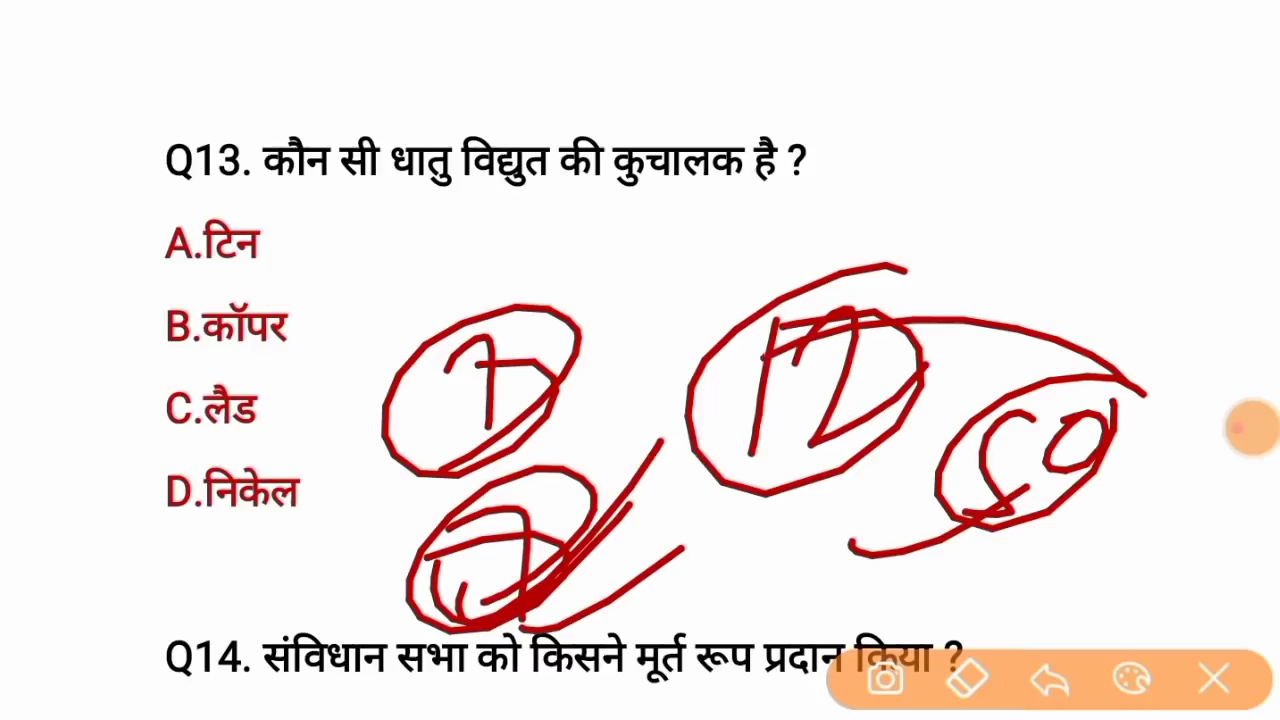 Q13. कौन सी धातु विद्युत की कुचालक है ?
A.टिन
B.कॉपर
C.लैड
D.निकेल
Q14. संविधान सभा को किसने मूर्त रूप प्रदान किया ?